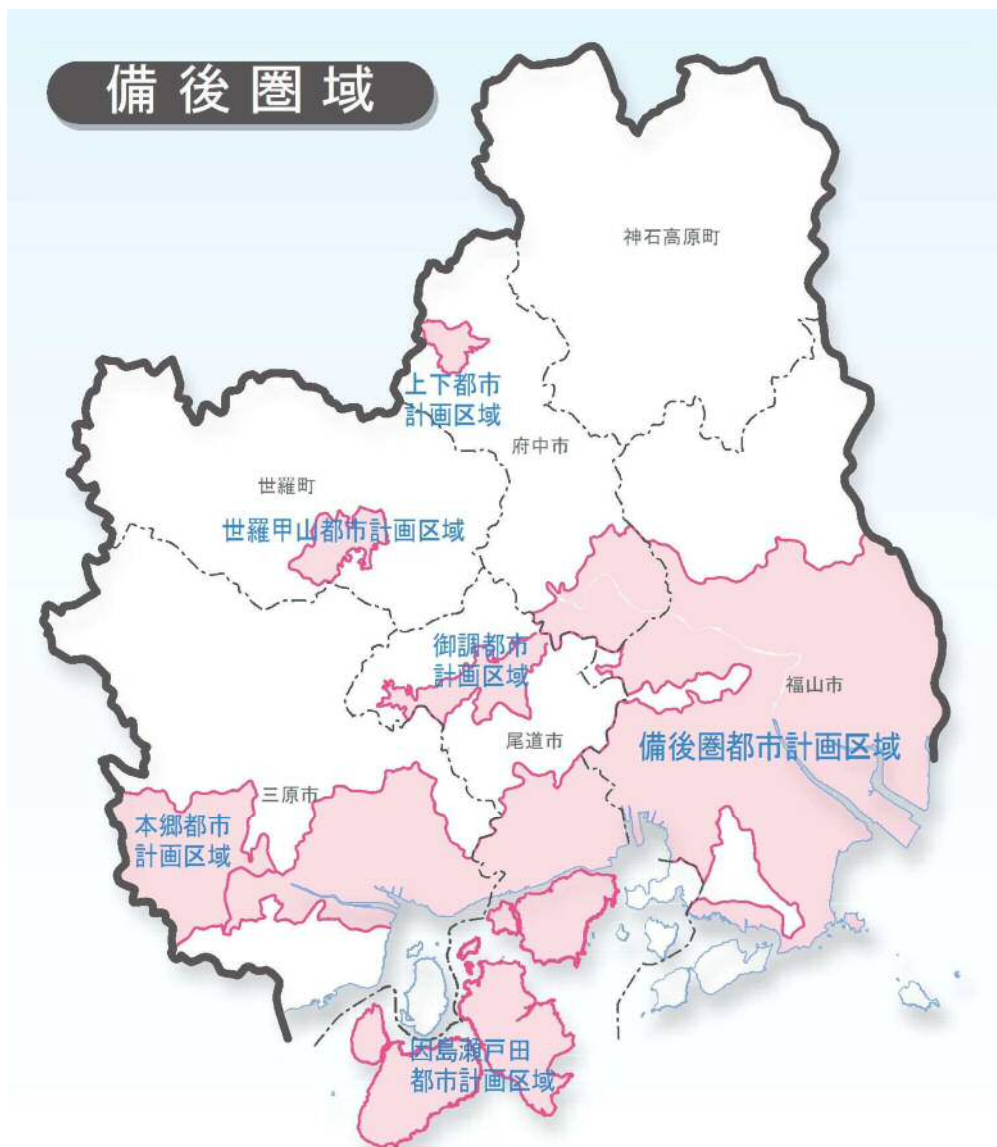 備後圏域
神石高原町
上下都市
計画区域
府中市
世羅町
世羅甲山都市計画区域
御調都市
計画区域
福山市
尾道市
備後圏都市計画区域
三原市
本郷都市
計画区域
因島瀬戸田
都市計画区域